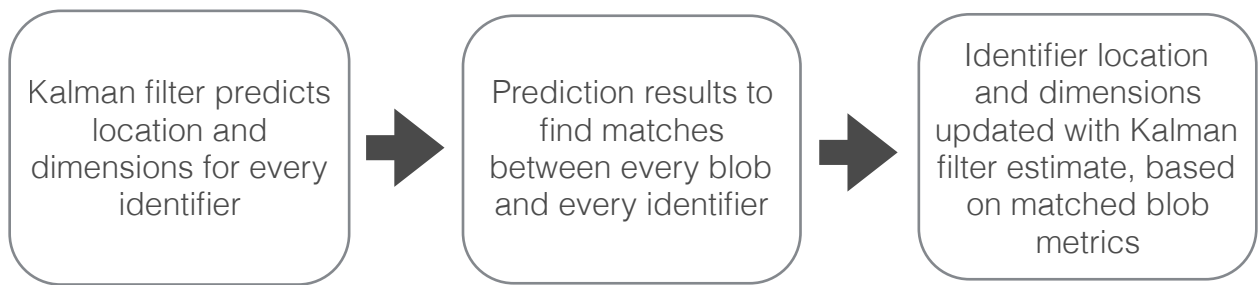 Kalman filter predicts
location and
dimensions for every
identifier
Prediction results to
find matches
between every blob
and every identifier
Identifier location
and dimensions
updated with Kalman
filter estimate, based
on matched blob
metrics